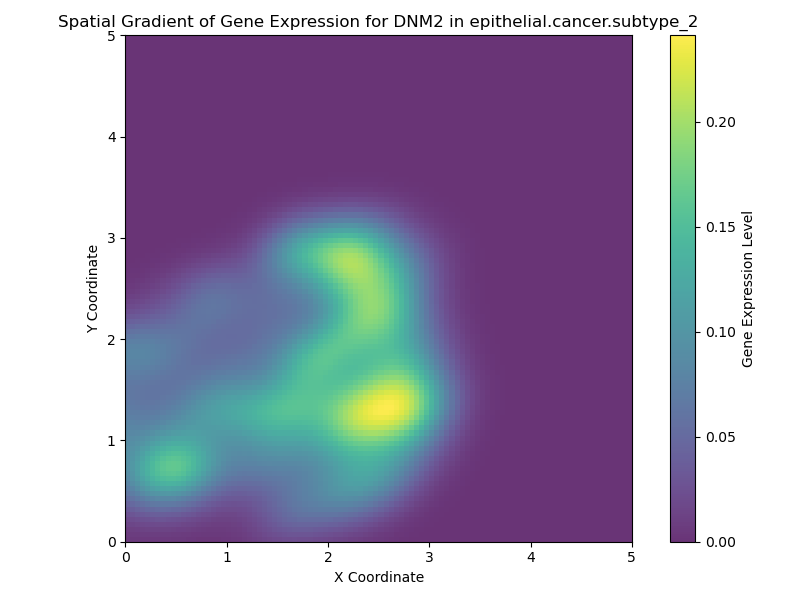 Spatial Gradient of Gene Expression for DNM2 in epithelial.cancer.subtype_2
5
4
3
2
1
0
0 1 2 3 4 5
X Coordinate
Y Coordinate
0.20
0.15
0.10
0.05
0.00
Gene Expression Level